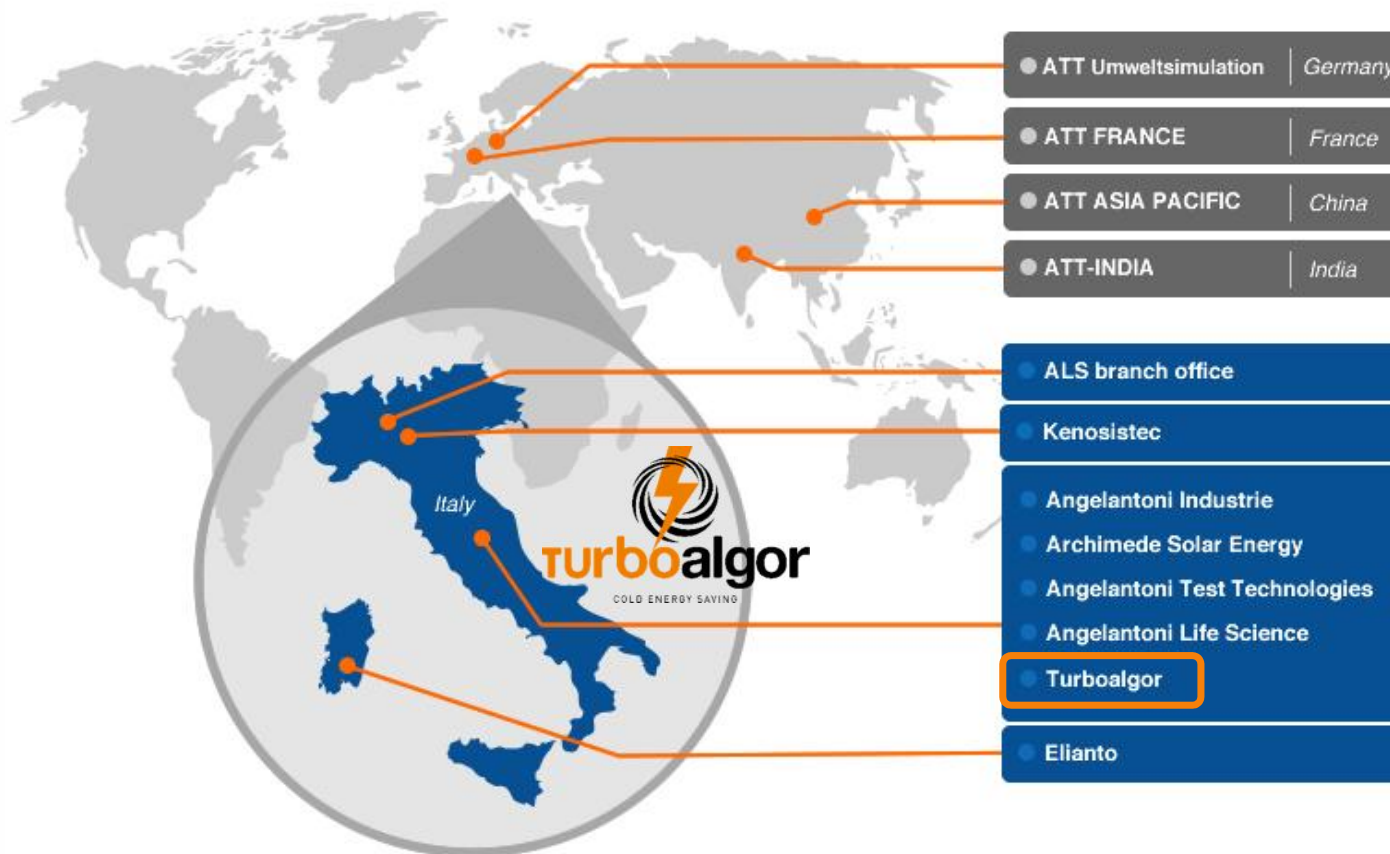 ATT Umweltsimulation Germany
ATT FRANCE France
ATT ASIA PACIFIC China
ATT-INDIA India
ALS branch office
Kenosistec
Angelantoni Industrie
Archimede Solar Energy
Angelantoni Test Technologies
Angelantoni Life Science
Turboalgor
Elianto
Italy
Turboalgor
COLD ENERGY SAVING